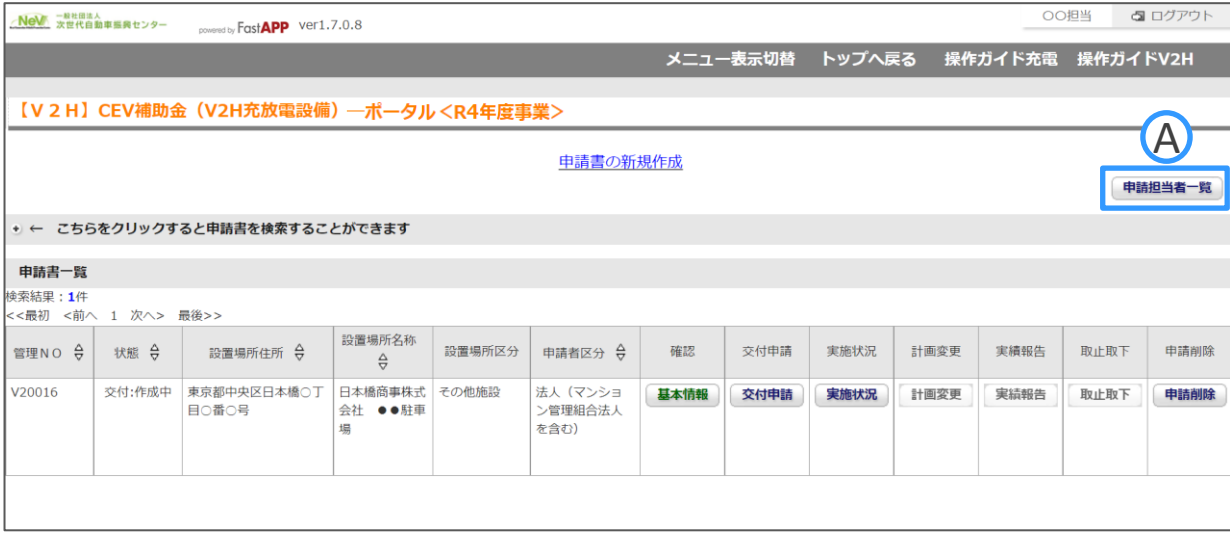 NeV 一般社団法人 次世代自動車振興センター powered by FastAPP ver1.7.0.8 ○○担当 ログアウト
メニュー表示切替 トップへ戻る 操作ガイド充電 操作ガイドV2H
【V２H】CEV補助金（V2H充放電設備）―ポータル＜R4年度事業＞
A
申請書の新規作成
申請担当者一覧
← こちらをクリックすると申請書を検索することができます
申請書一覧
検索結果：1件
<<最初 <前へ 1 次へ> 最後>>
管理ＮＯ 状態 設置場所住所 設置場所名称 設置場所区分 申請者区分 確認 交付申請 実施状況 計画変更 実績報告 取止取下 申請削除
V20016 交付:作成中 東京都中央区日本橋○丁 日本橋商事株式 その他施設 法人（マンショ 基本情報 交付申請 実施状況 計画変更 実績報告 取止取下 申請削除
目○番○号 会社 ●●駐車 ン管理組合法人
場 を含む）